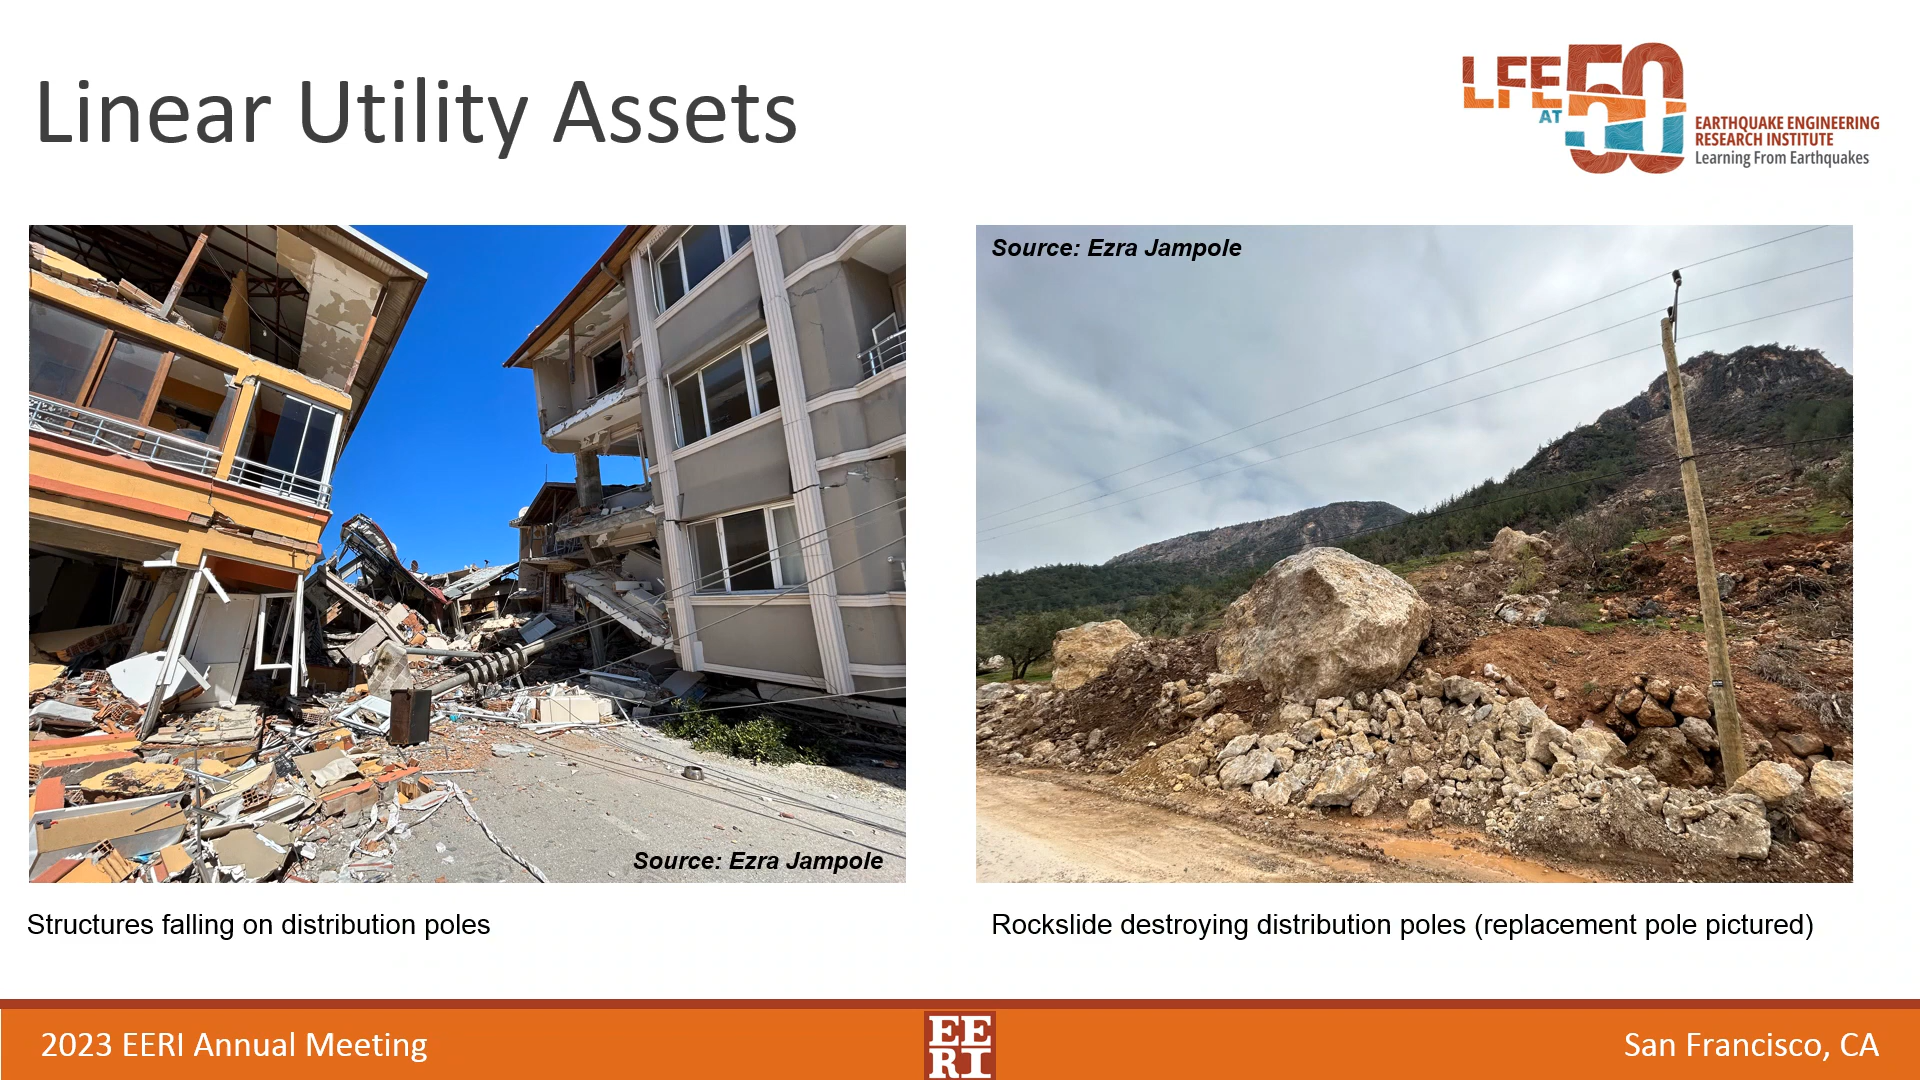 Linear Utility Assets
LFE
AT
50
EARTHQUAKE ENGINEERING
RESEARCH INSTITUTE
Learning From Earthquakes
Source: Ezra Jampole
Source: Ezra Jampole
Structures falling on distribution poles
Rockslide destroying distribution poles (replacement pole pictured)
2023 EERI Annual Meeting
EE
RI
San Francisco, CA